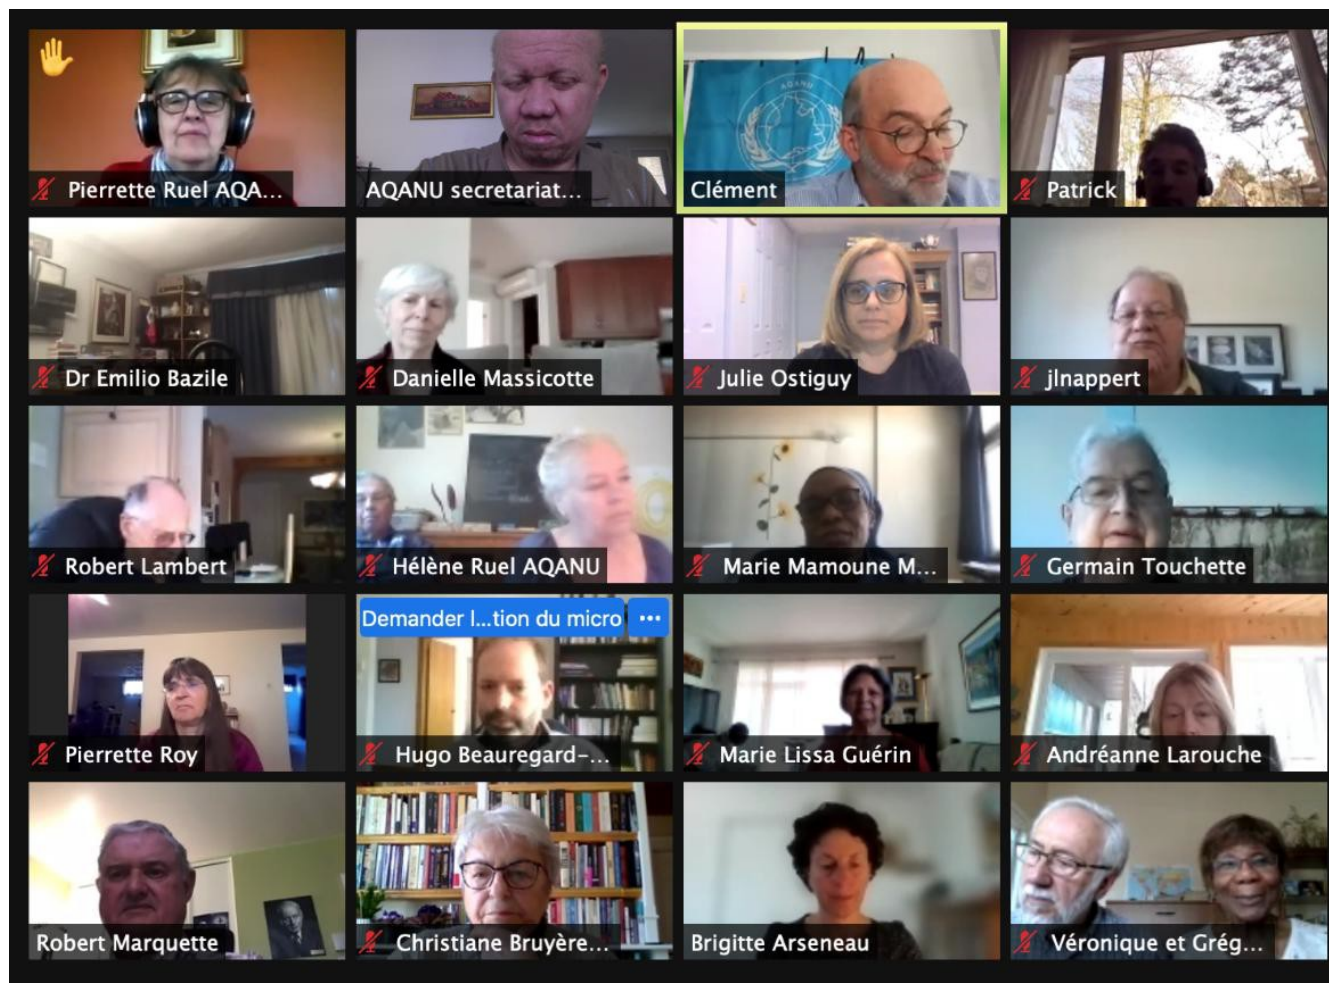 Pierrette Ruel AQA...
AQANU secretariat...
AQANU
Clément
Patrick
Dr Emilio Bazile
Danielle Massicotte
Julie Ostiguy
jlnappert
Robert Lambert
Hélène Ruel AQANU
Marie Mamoune M...
Germain Touchette
Pierrette Roy
Demander l...tion du micro ...
Hugo Beauregard-...
Marie Lissa Guérin
Andréanne Larouche
Robert Marquette
Christiane Bruyère...
Brigitte Arseneau
Véronique et Grég...